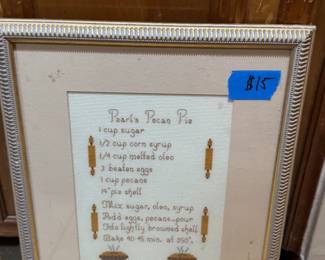 $15
Pearl's Pecan Pie
1 cup sugar
1/2 cup corn syrup
1/4 cup melted oleo
3 beaten eggs
1 cup pecans
9" pie shell
Mix sugar, oleo, syrup
Add eggs, pecans-pour
Into lightly browned shell
Bake 40-45 min. at 350°.